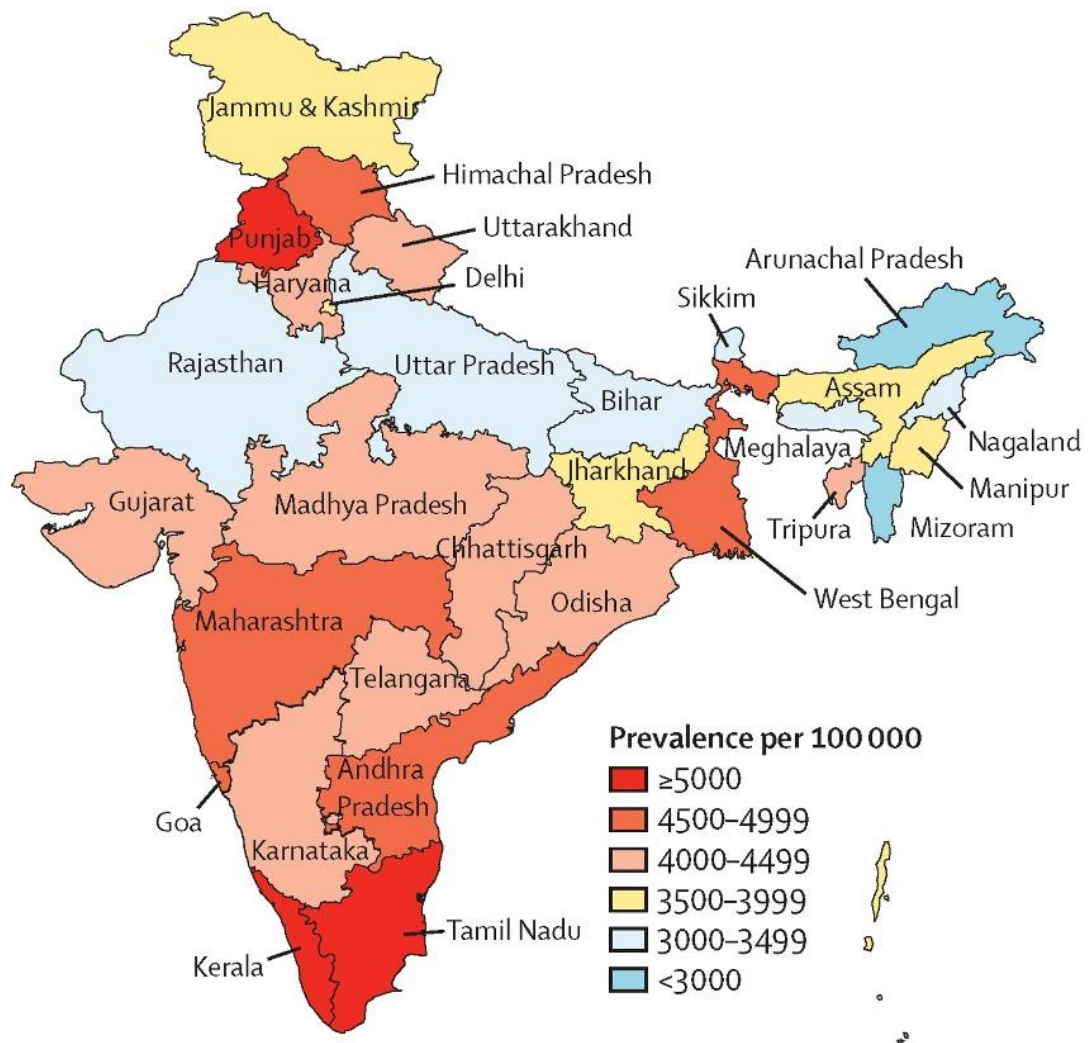 Jammu & Kashmir
Himachal Pradesh
Punjab
Uttarakhand
Haryana
Delhi
Arunachal Pradesh
Sikkim
Rajasthan
Uttar Pradesh
Assam
Bihar
Nagaland
Meghalaya
Jharkhand
Manipur
Gujarat
Madhya Pradesh
Tripura
Mizoram
Chhattisgarh
Odisha
West Bengal
Maharashtra
Telangana
Prevalence per 100 000
≥5000
4500–4999
4000–4499
3500–3999
3000–3499
<3000
Andhra
Pradesh
Goa
Karnataka
Tamil Nadu
Kerala